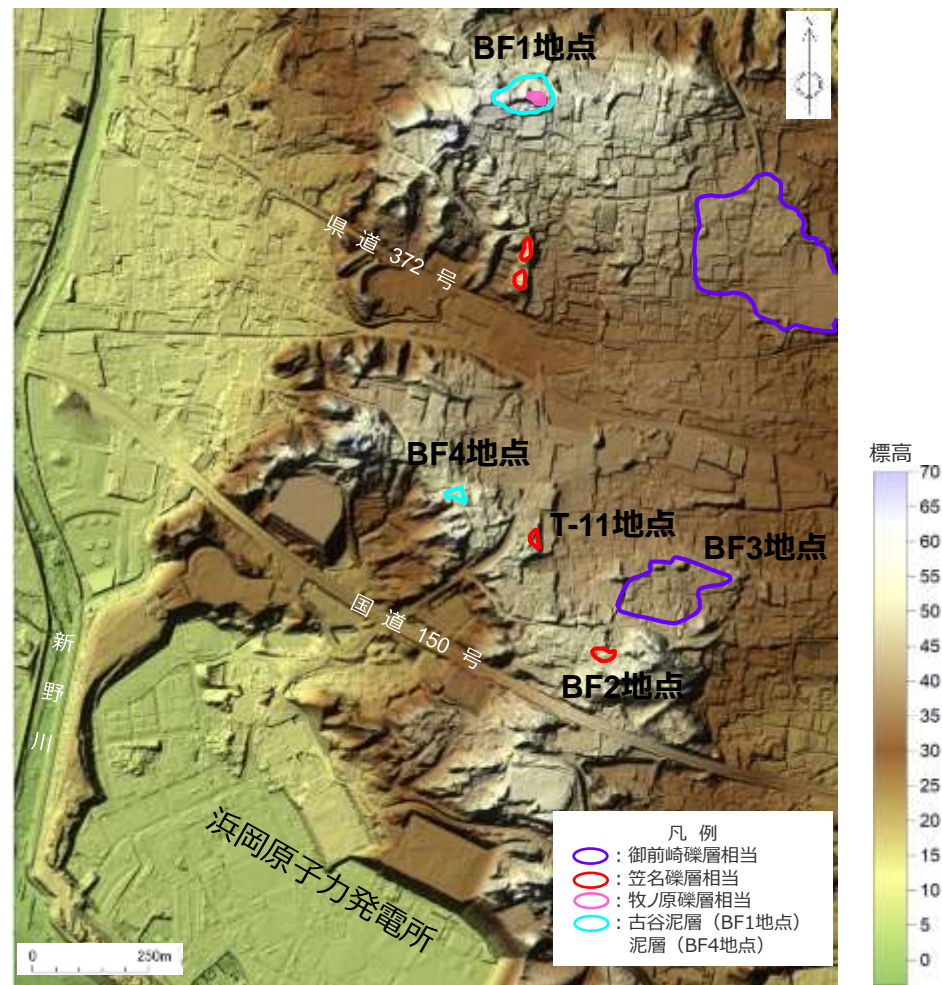 BF1地点
県道372号
BF4地点
T-11地点
BF3地点
国道150号
BF2地点
新野川
浜岡原子力発電所
0 250m
凡 例
：御前崎礫層相当
：笠名礫層相当
：牧ノ原礫層相当
：古谷泥層（BF1地点）
泥層（BF4地点）
標高
70
65
60
55
50
45
40
35
30
25
20
15
10
5
0